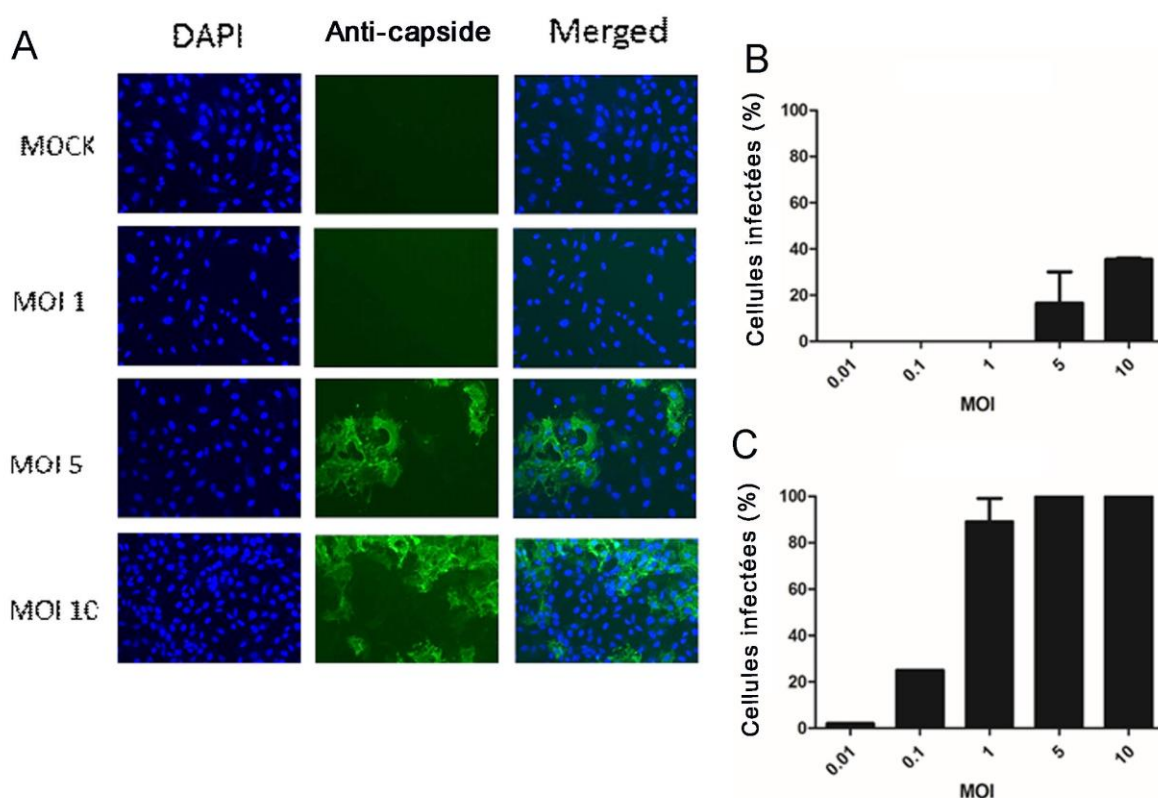 A
DAPI
Anti-capside
Merged
MOCK
MOI 1
MOI 5
MOI 10
B
Cellules infectées (%)
100
80
60
40
20
0
0.01
0.1
1
5
10
MOI
C
Cellules infectées (%)
100
80
60
40
20
0
0.01
0.1
1
5
10
MOI